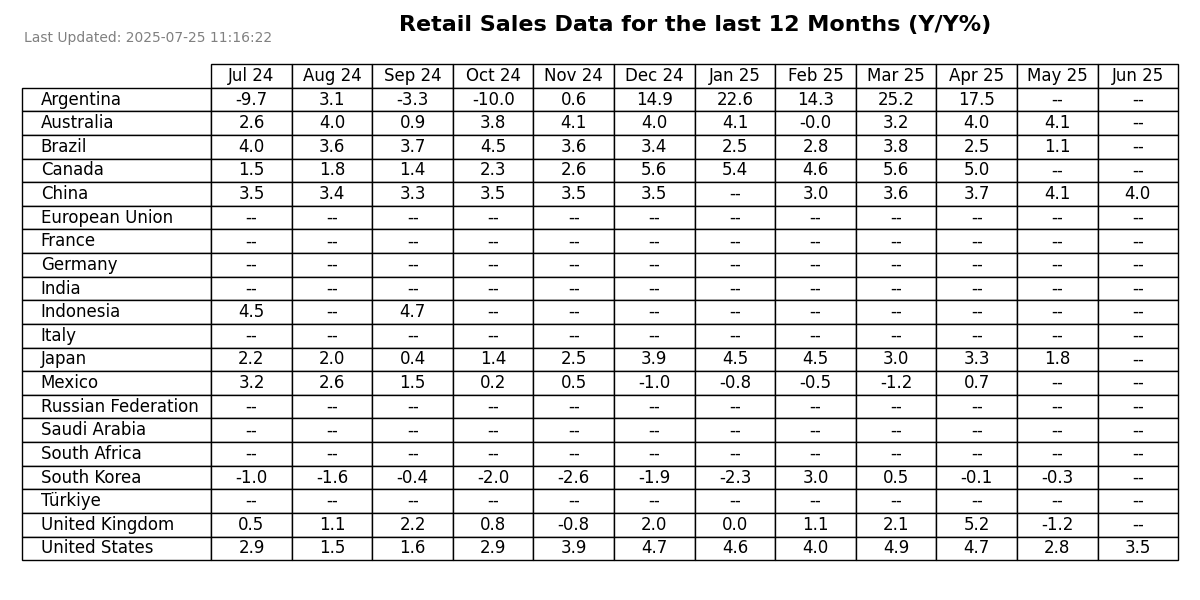 Retail Sales Data for the last 12 Months (Y/Y%)
Last Updated: 2025-07-25 11:16:22
Jul 24 Aug 24 Sep 24 Oct 24 Nov 24 Dec 24 Jan 25 Feb 25 Mar 25 Apr 25 May 25 Jun 25
Argentina -9.7 3.1 -3.3 -10.0 0.6 14.9 22.6 14.3 25.2 17.5 -- --
Australia 2.6 4.0 0.9 3.8 4.1 4.0 4.1 -0.0 3.2 4.0 4.1 --
Brazil 4.0 3.6 3.7 4.5 3.6 3.4 2.5 2.8 3.8 2.5 1.1 --
Canada 1.5 1.8 1.4 2.3 2.6 5.6 5.4 4.6 5.6 5.0 -- --
China 3.5 3.4 3.3 3.5 3.5 3.5 -- 3.0 3.6 3.7 4.1 4.0
European Union -- -- -- -- -- -- -- -- -- -- -- --
France -- -- -- -- -- -- -- -- -- -- -- --
Germany -- -- -- -- -- -- -- -- -- -- -- --
India -- -- -- -- -- -- -- -- -- -- -- --
Indonesia 4.5 -- 4.7 -- -- -- -- -- -- -- -- --
Italy -- -- -- -- -- -- -- -- -- -- -- --
Japan 2.2 2.0 0.4 1.4 2.5 3.9 4.5 4.5 3.0 3.3 1.8 --
Mexico 3.2 2.6 1.5 0.2 0.5 -1.0 -0.8 -0.5 -1.2 0.7 -- --
Russian Federation -- -- -- -- -- -- -- -- -- -- -- --
Saudi Arabia -- -- -- -- -- -- -- -- -- -- -- --
South Africa -- -- -- -- -- -- -- -- -- -- -- --
South Korea -1.0 -1.6 -0.4 -2.0 -2.6 -1.9 -2.3 3.0 0.5 -0.1 -0.3 --
Türkiye -- -- -- -- -- -- -- -- -- -- -- --
United Kingdom 0.5 1.1 2.2 0.8 -0.8 2.0 0.0 1.1 2.1 5.2 -1.2 --
United States 2.9 1.5 1.6 2.9 3.9 4.7 4.6 4.0 4.9 4.7 2.8 3.5